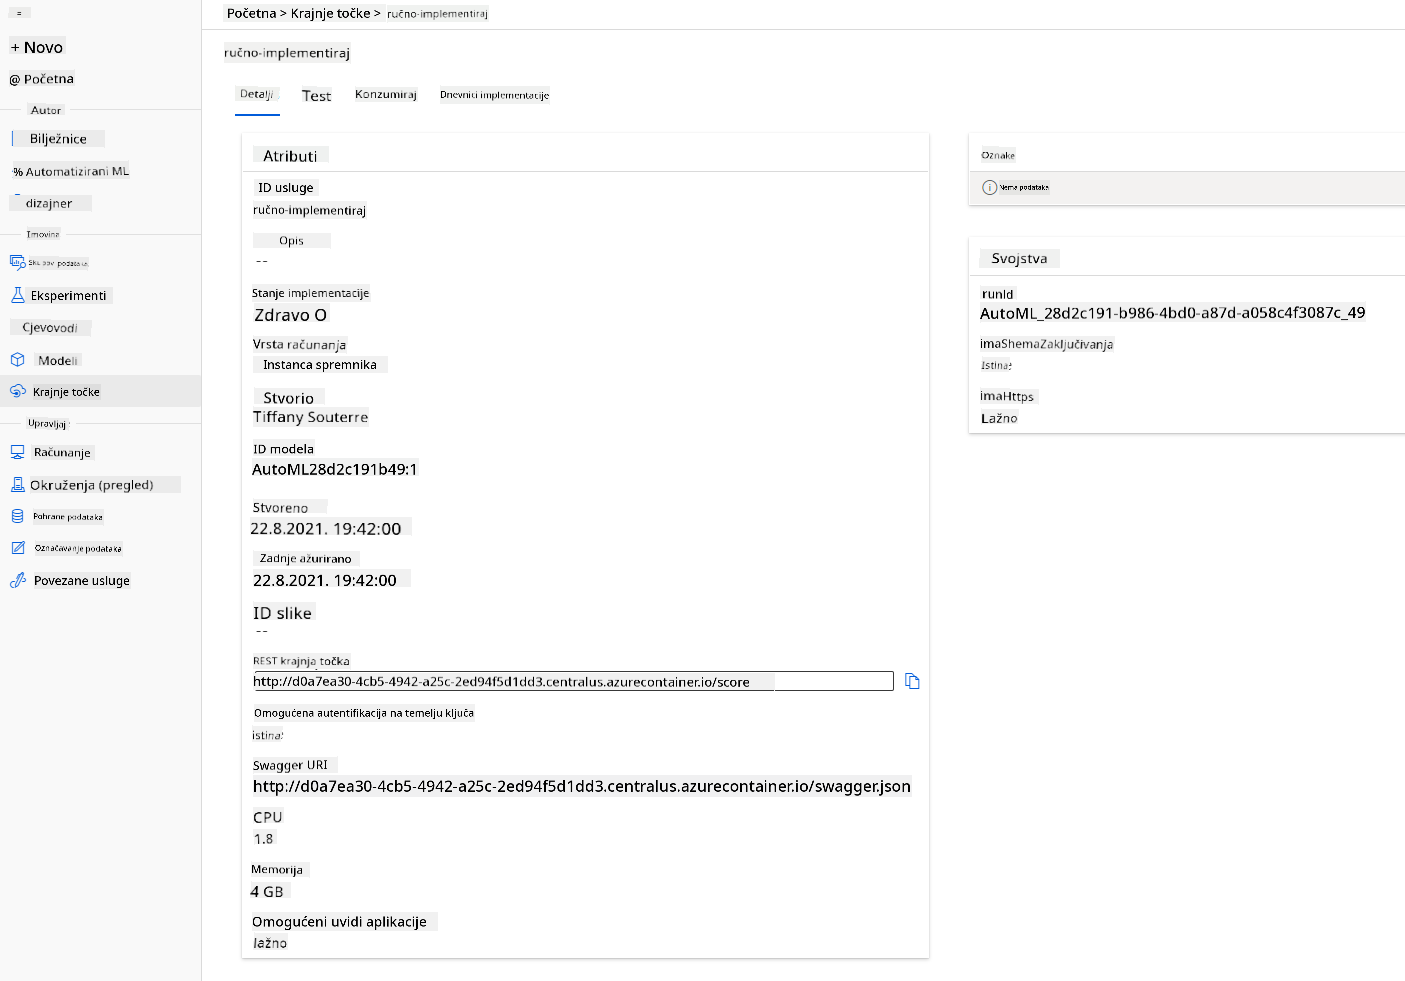 + Novo
@ Početna
Autor
Bilježnice
% Automatizirani ML
dizajner
Imovina
podataka
Eksperimenti
Cjevovodi
Modeli
Krajnje točke
Upravljaj
Računanje
Okruženja (pregled)
Pohrane podataka
Označavanje podataka
Povezane usluge
Početna > Krajnje točke > ručno-implementiraj
ručno-implementiraj
Detalji Test Konzumiraj Dnevnici implementacije
Atributi
ID usluge
ručno-implementiraj
Opis
--
Stanje implementacije
Zdravo O
Vrsta računanja
Instanca spremnika
Stvorio
Tiffany Souterre
ID modela
AutoML28d2c191b49:1
Stvoreno
22.8.2021. 19:42:00
Zadnje ažurirano
22.8.2021. 19:42:00
ID slike
--
REST krajnja točka
http://d0a7ea30-4cb5-4942-a25c-2ed94f5d1dd3.centralus.azurecontainer.io/score
Omogućena autentifikacija na temelju ključa
istina
Swagger URI
http://d0a7ea30-4cb5-4942-a25c-2ed94f5d1dd3.centralus.azurecontainer.io/swagger.json
CPU
1.8
Memorija
4 GB
Omogućeni uvidi aplikacije
lažno
Oznake
Nema podataka
Svojstva
runId
AutoML_28d2c191-b986-4bd0-a87d-a058c4f3087c_49
imaShemaZaključivanja
Istina
imaHttps
Lažno